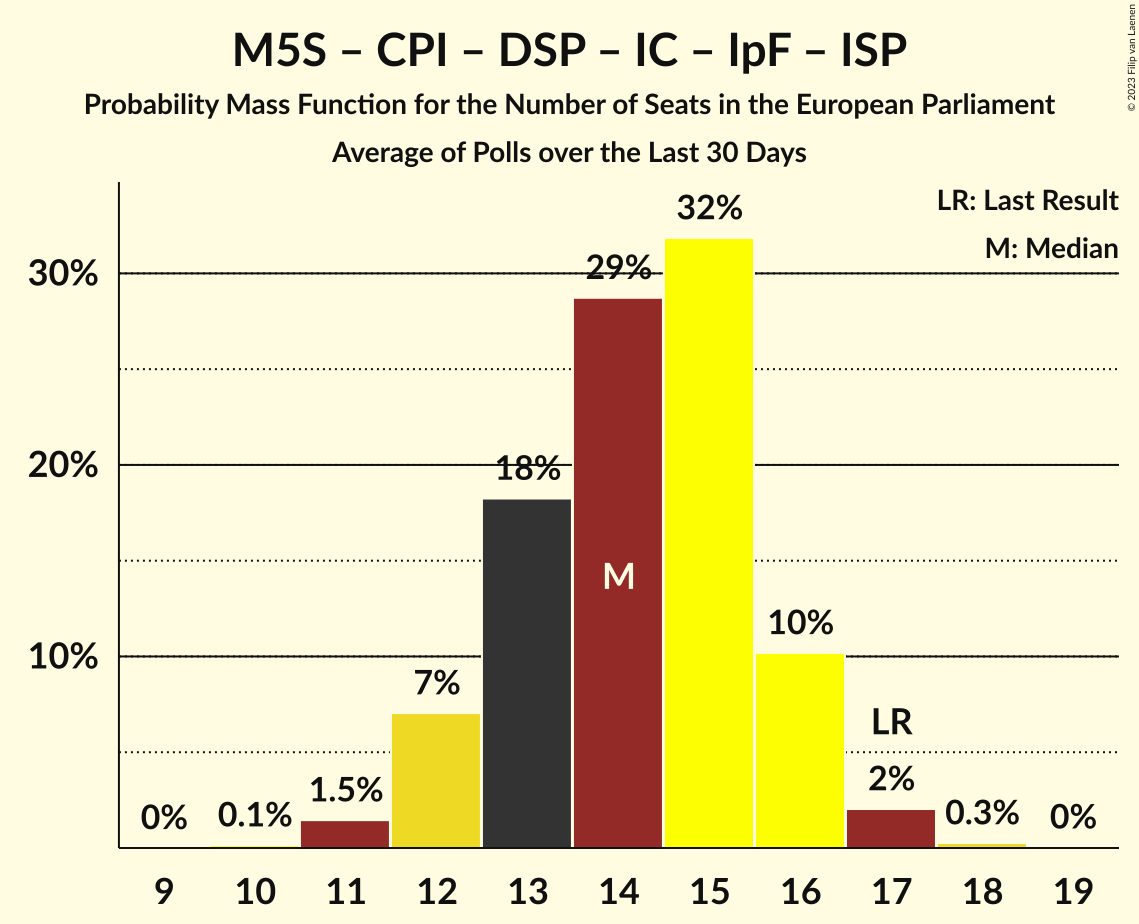 M5S – CPI – DSP – IC – IpF – ISP
Probability Mass Function for the Number of Seats in the European Parliament
Average of Polls over the Last 30 Days
© 2023 Filip van Laenen
LR: Last Result
M: Median
32%
30%
29%
20%
18%
M
10%
10%
7%
LR
2%
1.5%
0%
0.1%
0.3%
0%
9 10 11 12 13 14 15 16 17 18 19